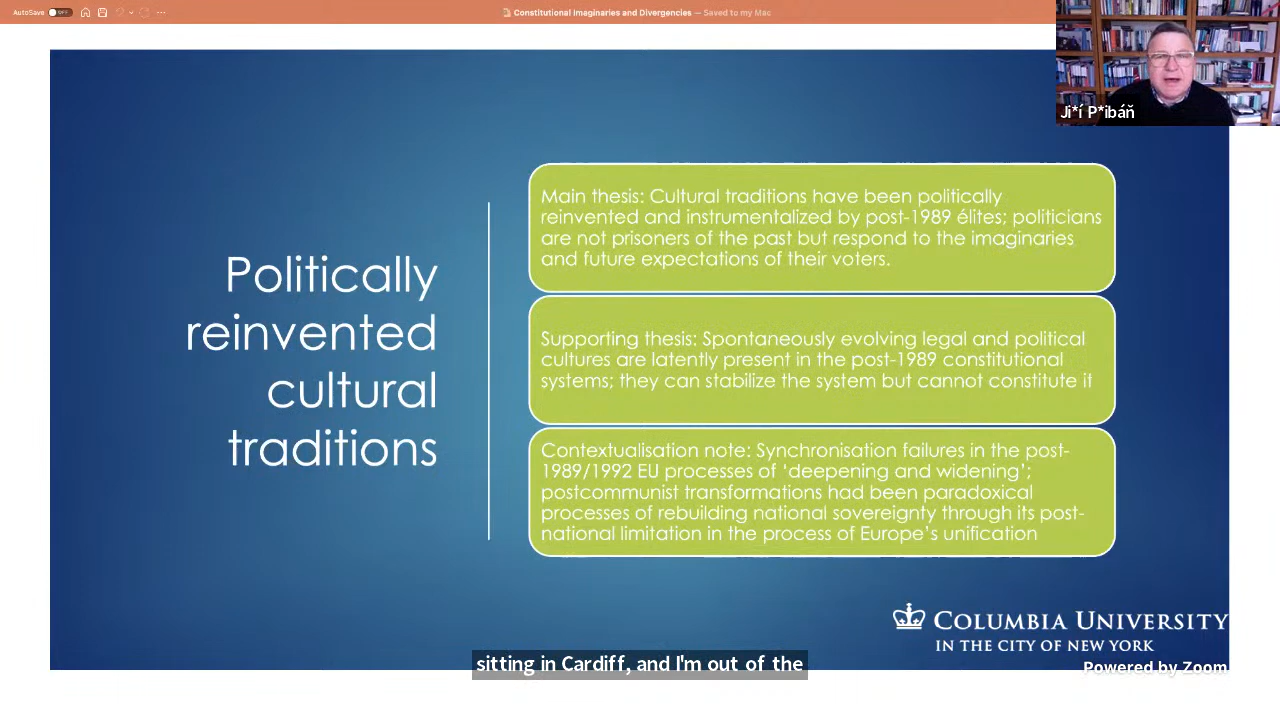 AutoSave OFF
Constitutional Imaginaries and Divergencies — Saved to my Mac
Ji*í P*ibáň
Politically
reinvented
cultural
traditions
Main thesis: Cultural traditions have been politically
reinvented and instrumentalized by post-1989 élites; politicians
are not prisoners of the past but respond to the imaginaries
and future expectations of their voters.
Supporting thesis: Spontaneously evolving legal and political
cultures are latently present in the post-1989 constitutional
systems; they can stabilize the system but cannot constitute it
Contextualisation note: Synchronisation failures in the post-
1989/1992 EU processes of ‘deepening and widening’;
postcommunist transformations had been paradoxical
processes of rebuilding national sovereignty through its post-
national limitation in the process of Europe’s unification
COLUMBIA UNIVERSITY
IN THE CITY OF NEW YORK
sitting in Cardiff, and I'm out of the
Powered by Zoom